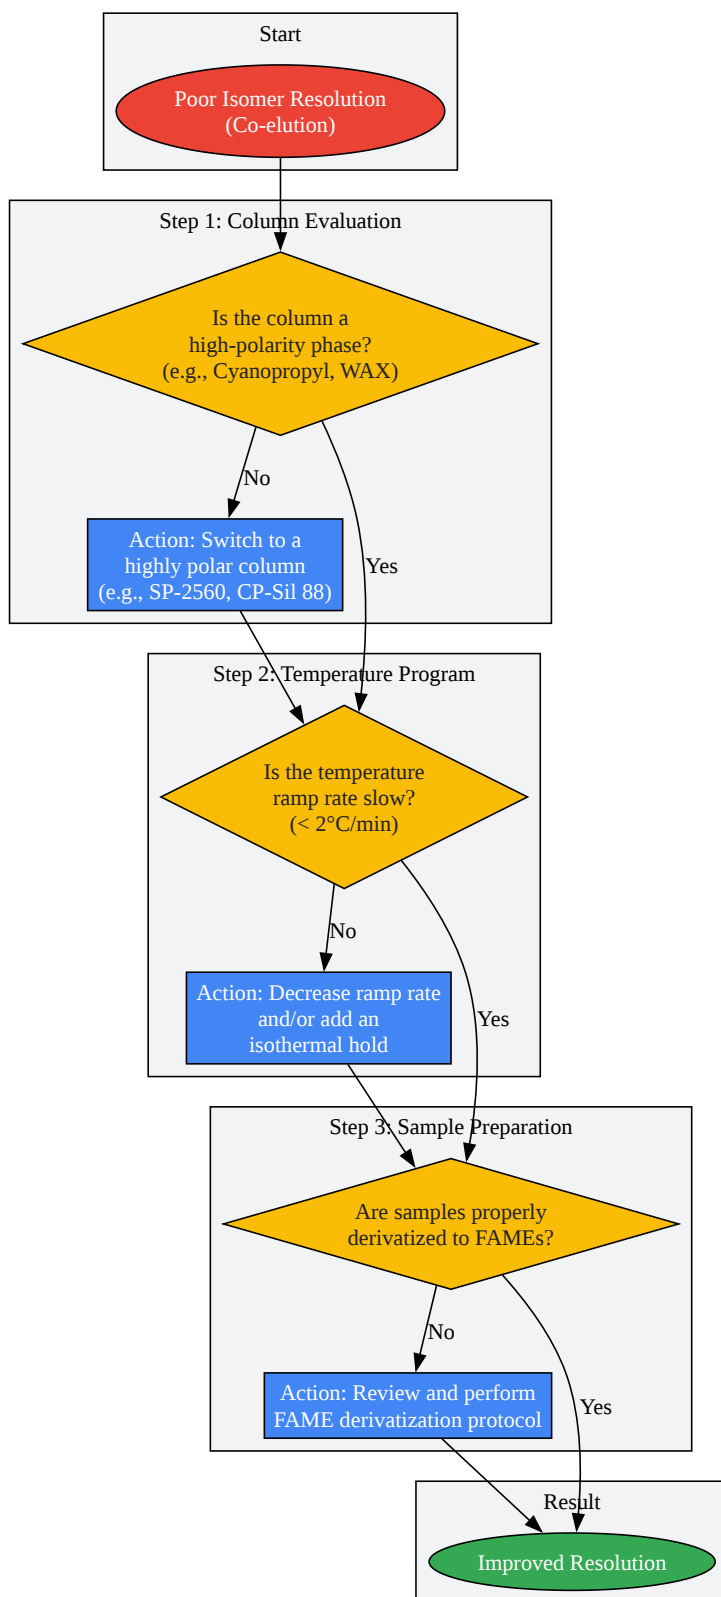 Start
Poor Isomer Resolution
(Co-elution)
Step 1: Column Evaluation
Is the column a
high-polarity phase?
(e.g., Cyanopropyl, WAX)
No
Yes
Action: Switch to a
highly polar column
(e.g., SP-2560, CP-Sil 88)
Step 2: Temperature Program
Is the temperature
ramp rate slow?
(< 2°C/min)
No
Yes
Action: Decrease ramp rate
and/or add an
isothermal hold
Step 3: Sample Preparation
Are samples properly
derivatized to FAMEs?
No
Yes
Action: Review and perform
FAME derivatization protocol
Result
Improved Resolution